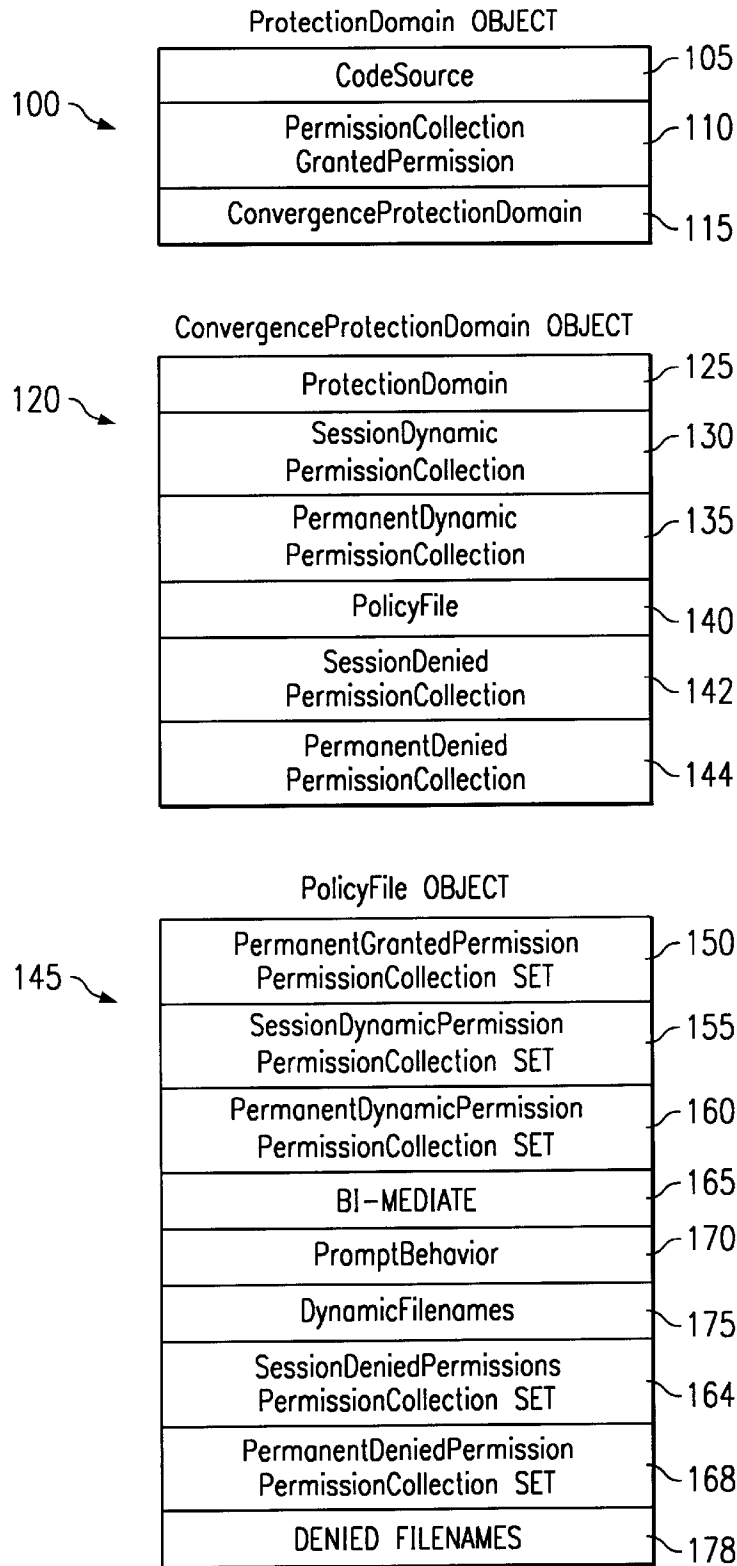 ProtectionDomain OBJECT
100
CodeSource
105
PermissionCollection
GrantedPermission
110
ConvergenceProtectionDomain
115
ConvergenceProtectionDomain OBJECT
120
ProtectionDomain
125
SessionDynamic
PermissionCollection
130
PermanentDynamic
PermissionCollection
135
PolicyFile
140
SessionDenied
PermissionCollection
142
PermanentDenied
PermissionCollection
144
PolicyFile OBJECT
145
PermanentGrantedPermission
PermissionCollection SET
150
SessionDynamicPermission
PermissionCollection SET
155
PermanentDynamicPermission
PermissionCollection SET
160
BI-MEDIATE
165
PromptBehavior
170
DynamicFilenames
175
SessionDeniedPermissions
PermissionCollection SET
164
PermanentDeniedPermission
PermissionCollection SET
168
DENIED FILENAMES
178